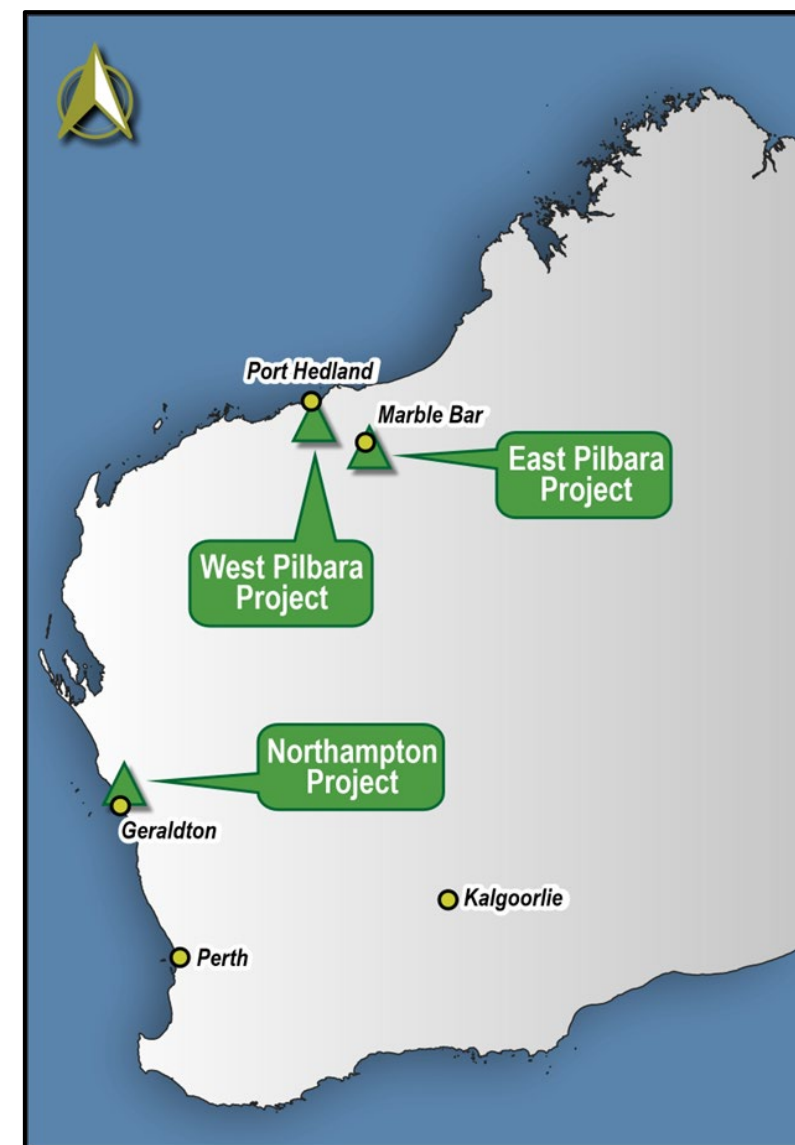 Port Hedland
Marble Bar
East Pilbara
Project
West Pilbara
Project
Northampton
Project
Geraldton
Kalgoorlie
Perth